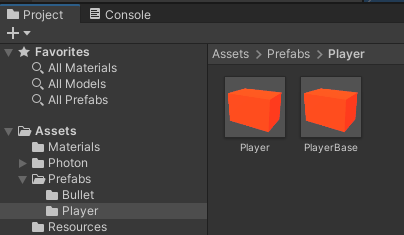 Project
Console
Favorites
All Materials
All Models
All Prefabs
Assets
Materials
Photon
Prefabs
Bullet
Player
Resources
Assets > Prefabs > Player
Player
PlayerBase